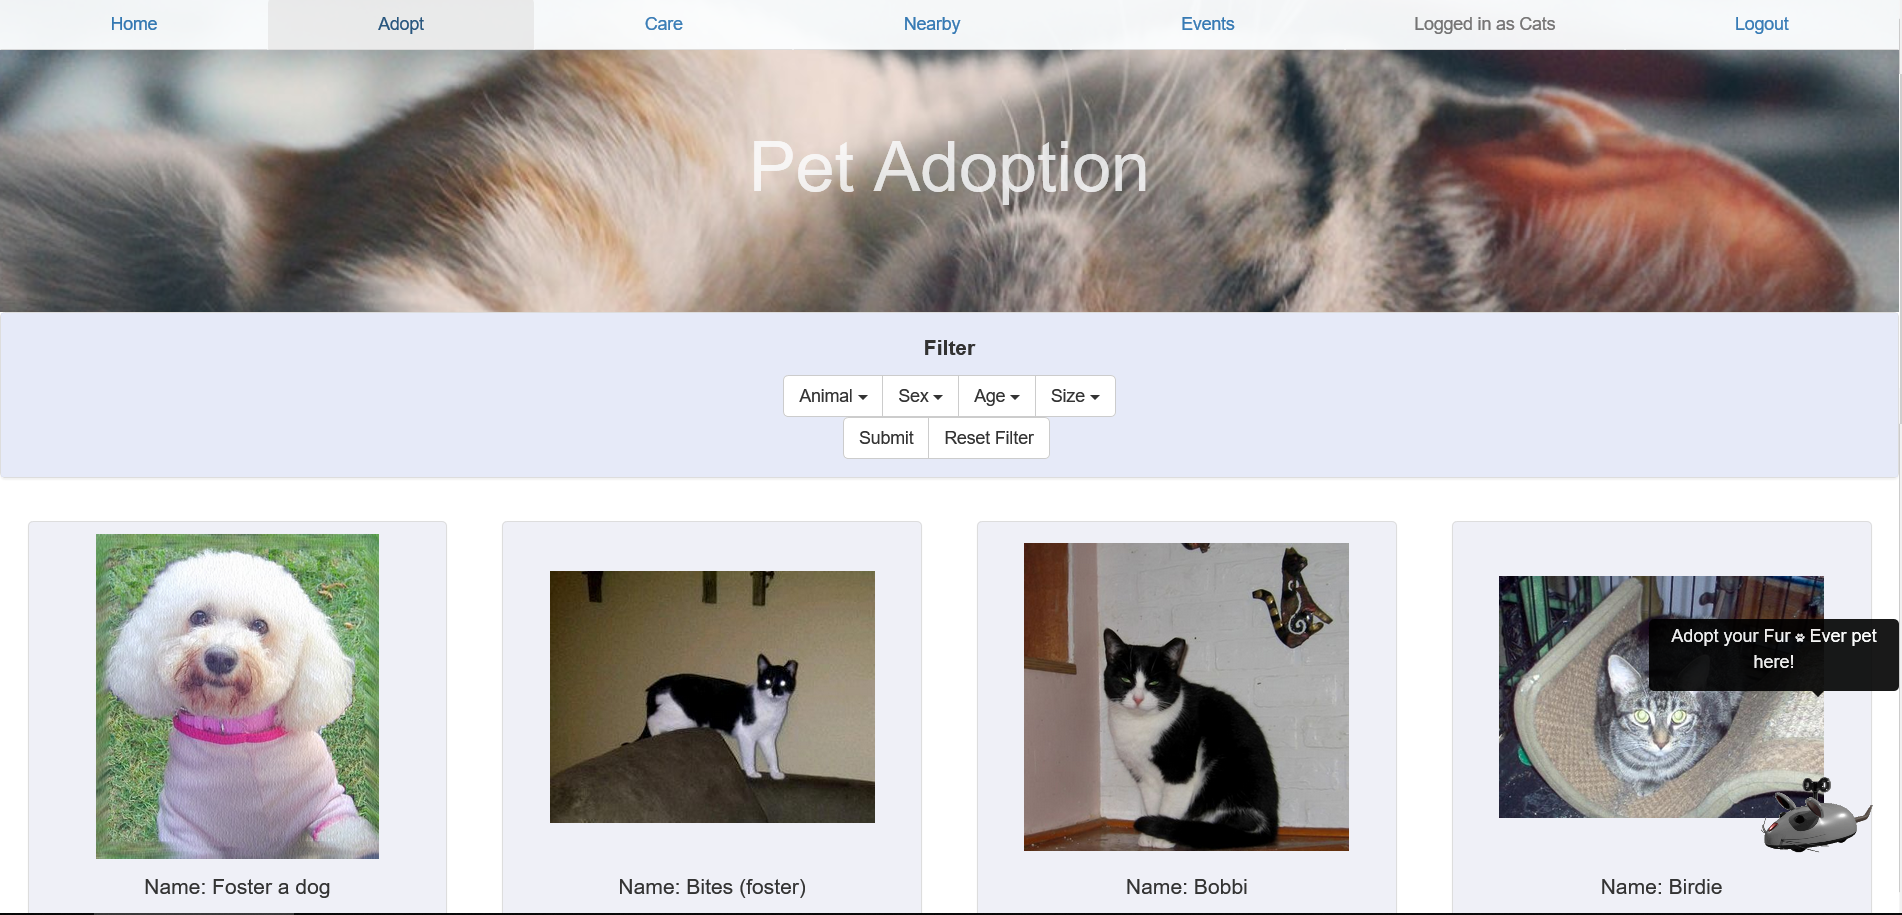 Home Adopt Care Nearby Events Logged in as Cats Logout
Pet Adoption
Filter
Animal Sex Age Size
Submit Reset Filter
Adopt your Fur Ever pet
here!
Name: Foster a dog Name: Bites (foster) Name: Bobbi Name: Birdie